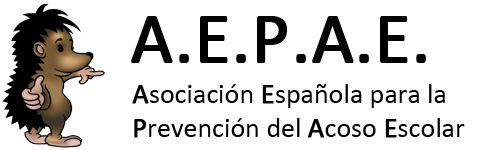 A.E.P.A.E.
Asociación Española para la
Prevención del Acoso Escolar